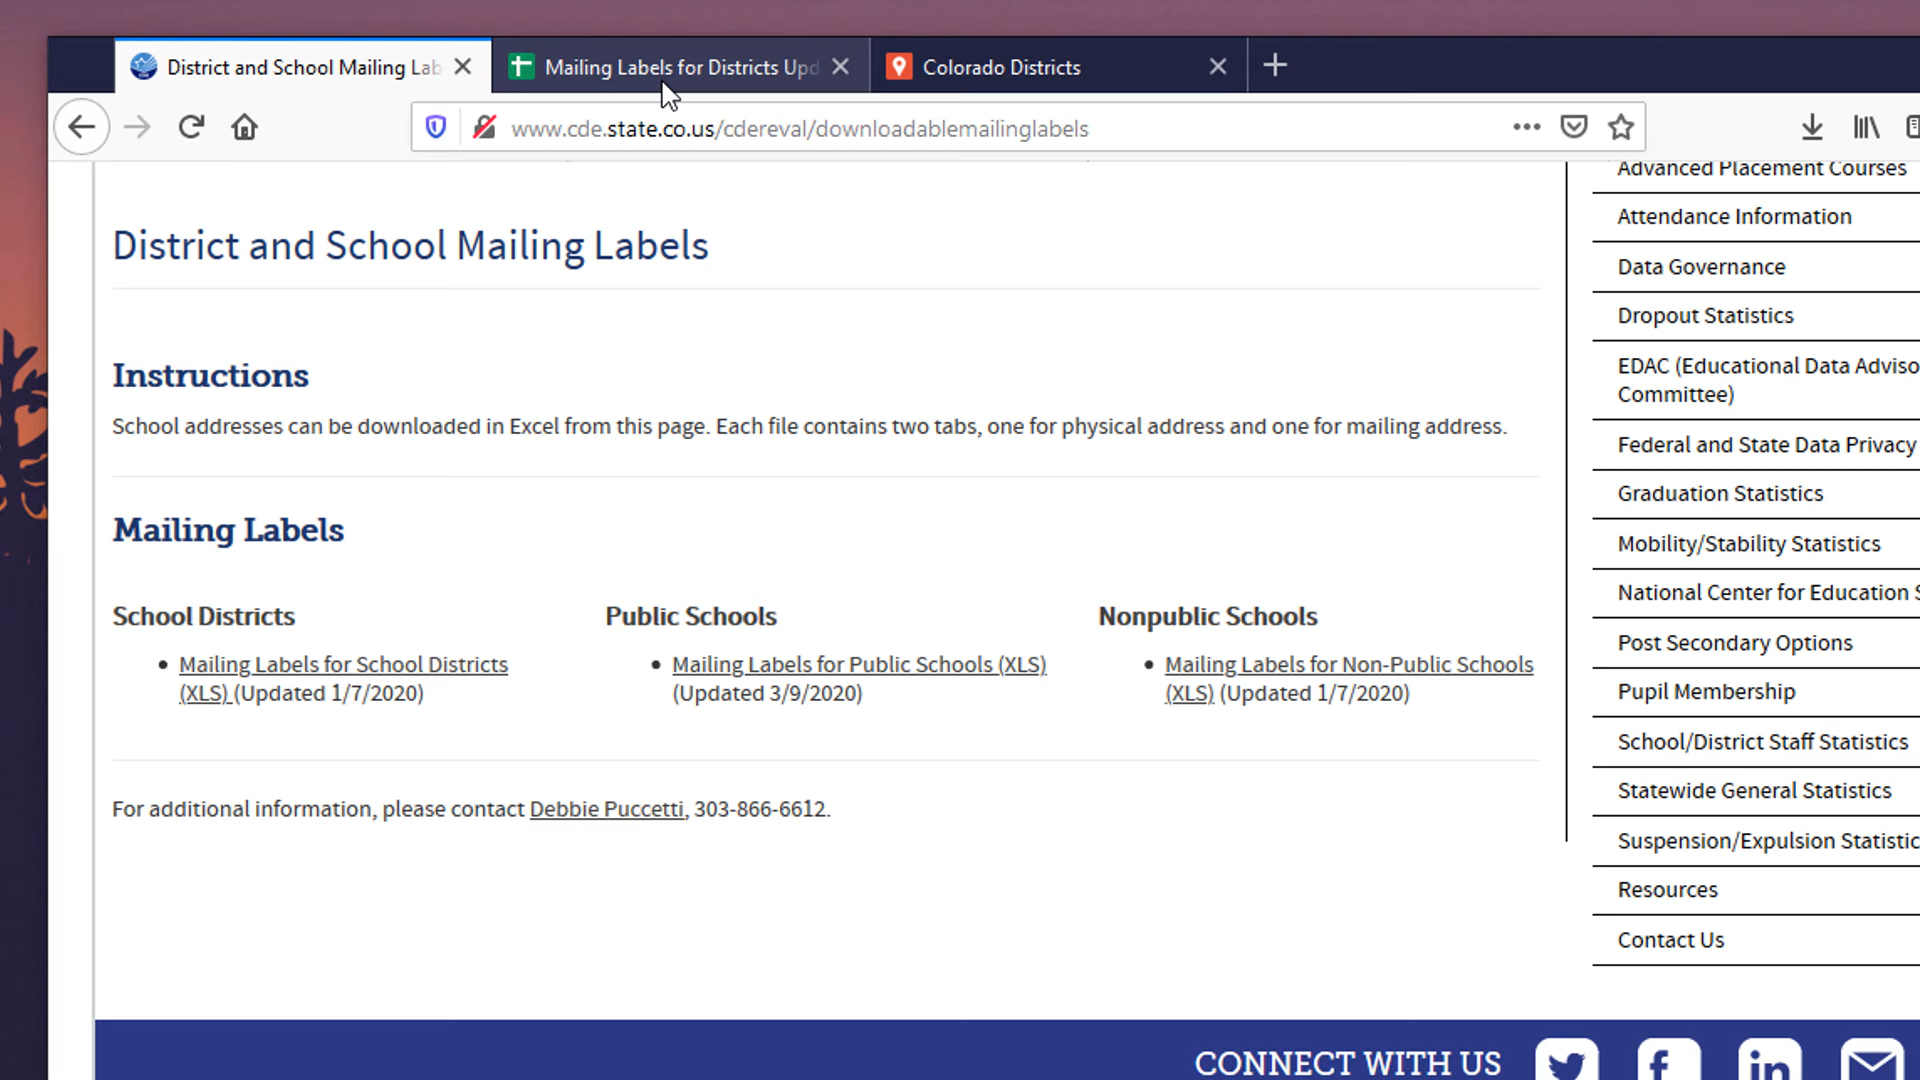 District and School Mailing Lab
Mailing Labels for Districts Upd
Colorado Districts
www.cde.state.co.us/cdereval/downloadablemailinglabels
District and School Mailing Labels
Instructions
School addresses can be downloaded in Excel from this page. Each file contains two tabs, one for physical address and one for mailing address.
Mailing Labels
School Districts
• Mailing Labels for School Districts
(XLS) (Updated 1/7/2020)
Public Schools
• Mailing Labels for Public Schools (XLS)
(Updated 3/9/2020)
Nonpublic Schools
• Mailing Labels for Non-Public Schools
(XLS) (Updated 1/7/2020)
For additional information, please contact Debbie Puccetti, 303-866-6612.
Advanced Placement Courses
Attendance Information
Data Governance
Dropout Statistics
EDAC (Educational Data Adviso
Committee)
Federal and State Data Privacy
Graduation Statistics
Mobility/Stability Statistics
National Center for Education S
Post Secondary Options
Pupil Membership
School/District Staff Statistics
Statewide General Statistics
Suspension/Expulsion Statistic
Resources
Contact Us
CONNECT WITH US